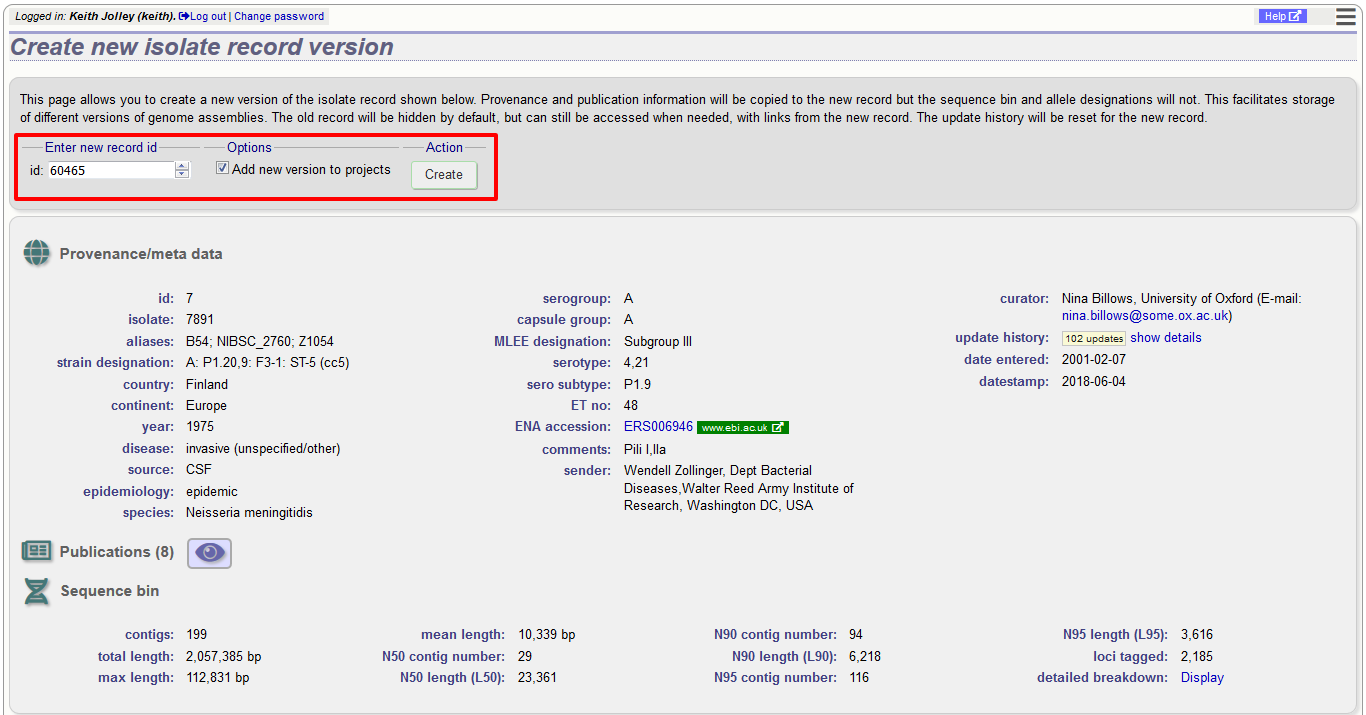 Logged in: Keith Jolley (keith). Log out | Change password
Help
Create new isolate record version
This page allows you to create a new version of the isolate record shown below. Provenance and publication information will be copied to the new record but the sequence bin and allele designations will not. This facilitates storage
of different versions of genome assemblies. The old record will be hidden by default, but can still be accessed when needed, with links from the new record. The update history will be reset for the new record.
Enter new record id
id: 60465
Options
Add new version to projects
Action
Create
Provenance/meta data
id: 7
isolate: 7891
aliases: B54; NIBSC_2760; Z1054
strain designation: A: P1.20,9: F3-1: ST-5 (cc5)
country: Finland
continent: Europe
year: 1975
disease: invasive (unspecified/other)
source: CSF
epidemiology: epidemic
species: Neisseria meningitidis
serogroup: A
capsule group: A
MLEE designation: Subgroup III
serotype: 4,21
sero subtype: P1.9
ET no: 48
ENA accession: ERS006946 www.ebi.ac.uk
comments: Pili I,IIa
sender: Wendell Zollinger, Dept Bacterial
Diseases,Walter Reed Army Institute of
Research, Washington DC, USA
curator: Nina Billows, University of Oxford (E-mail:
nina.billows@some.ox.ac.uk)
update history: 102 updates show details
date entered: 2001-02-07
datestamp: 2018-06-04
Publications (8)
Sequence bin
contigs: 199
total length: 2,057,385 bp
max length: 112,831 bp
mean length: 10,339 bp
N50 contig number: 29
N50 length (L50): 23,361
N90 contig number: 94
N90 length (L90): 6,218
N95 contig number: 116
N95 length (L95): 3,616
loci tagged: 2,185
detailed breakdown: Display